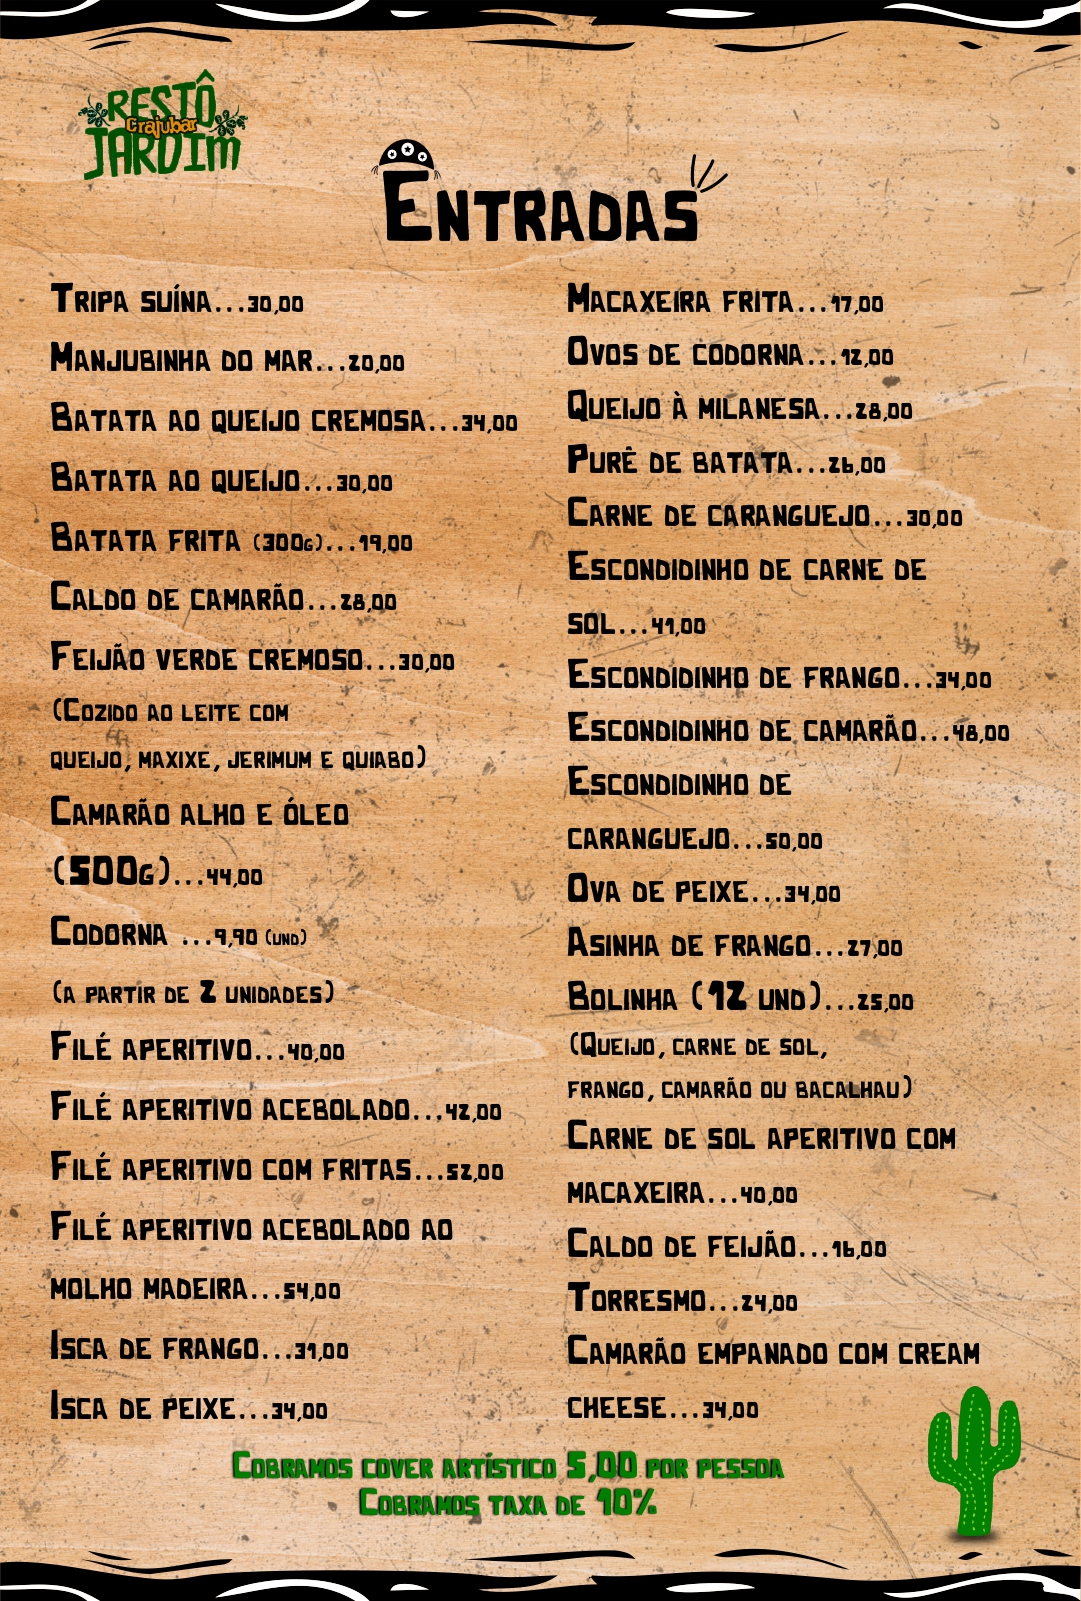 RESTÔ
Crajubar
JARDIM
ENTRADAS
TRIPA SUÍNA...30,00
MANJUBINHA DO MAR...20,00
BATATA AO QUEIJO CREMOSA...34,00
BATATA AO QUEIJO...30,00
BATATA FRITA (300G)...19,00
CALDO DE CAMARÃO...28,00
FEIJÃO VERDE CREMOSO...30,00
(COZIDO AO LEITE COM
QUEIJO, MAXIXE, JERIMUM E QUIABO)
CAMARÃO ALHO E ÓLEO
(500G)...44,00
CODORNA ...9,90 (UND)
(A PARTIR DE 2 UNIDADES)
FILÉ APERITIVO...40,00
FILÉ APERITIVO ACEBOLADO...42,00
FILÉ APERITIVO COM FRITAS...52,00
FILÉ APERITIVO ACEBOLADO AO
MOLHO MADEIRA...54,00
ISCA DE FRANGO...31,00
ISCA DE PEIXE...34,00
MACAXEIRA FRITA...17,00
OVOS DE CODORNA...12,00
QUEIJO À MILANESA...28,00
PURÊ DE BATATA...26,00
CARNE DE CARANGUEJO...30,00
ESCONDIDINHO DE CARNE DE
SOL...41,00
ESCONDIDINHO DE FRANGO...34,00
ESCONDIDINHO DE CAMARÃO...48,00
ESCONDIDINHO DE
CARANGUEJO...50,00
OVA DE PEIXE...34,00
ASINHA DE FRANGO...27,00
BOLINHA (12 UND)...25,00
(QUEIJO, CARNE DE SOL,
FRANGO, CAMARÃO OU BACALHAU)
CARNE DE SOL APERITIVO COM
MACAXEIRA...40,00
CALDO DE FEIJÃO...16,00
TORRESMO...24,00
CAMARÃO EMPANADO COM CREAM
CHEESE...34,00
COBRAMOS COVER ARTÍSTICO 5,00 POR PESSOA
COBRAMOS TAXA DE 10%